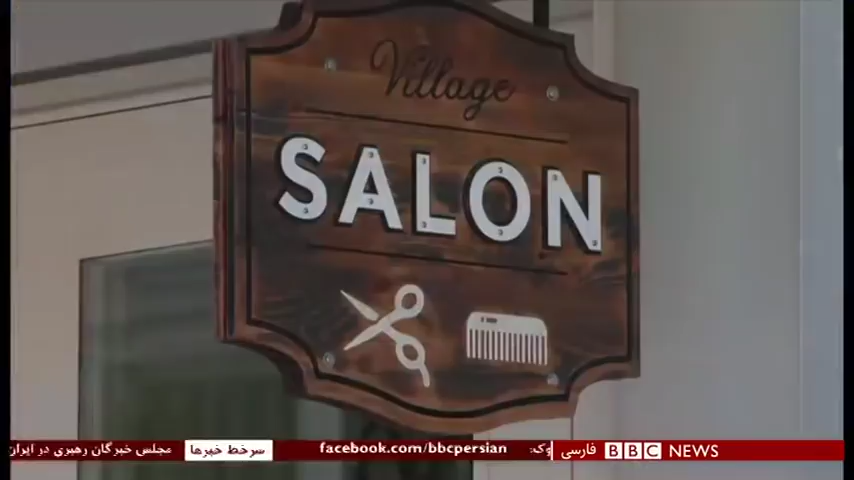 Village
SALON
مجلس خبرگان رهبری در ایران
سرخط خبرها
facebook.com/bbcpersian
فارسی BBC NEWS